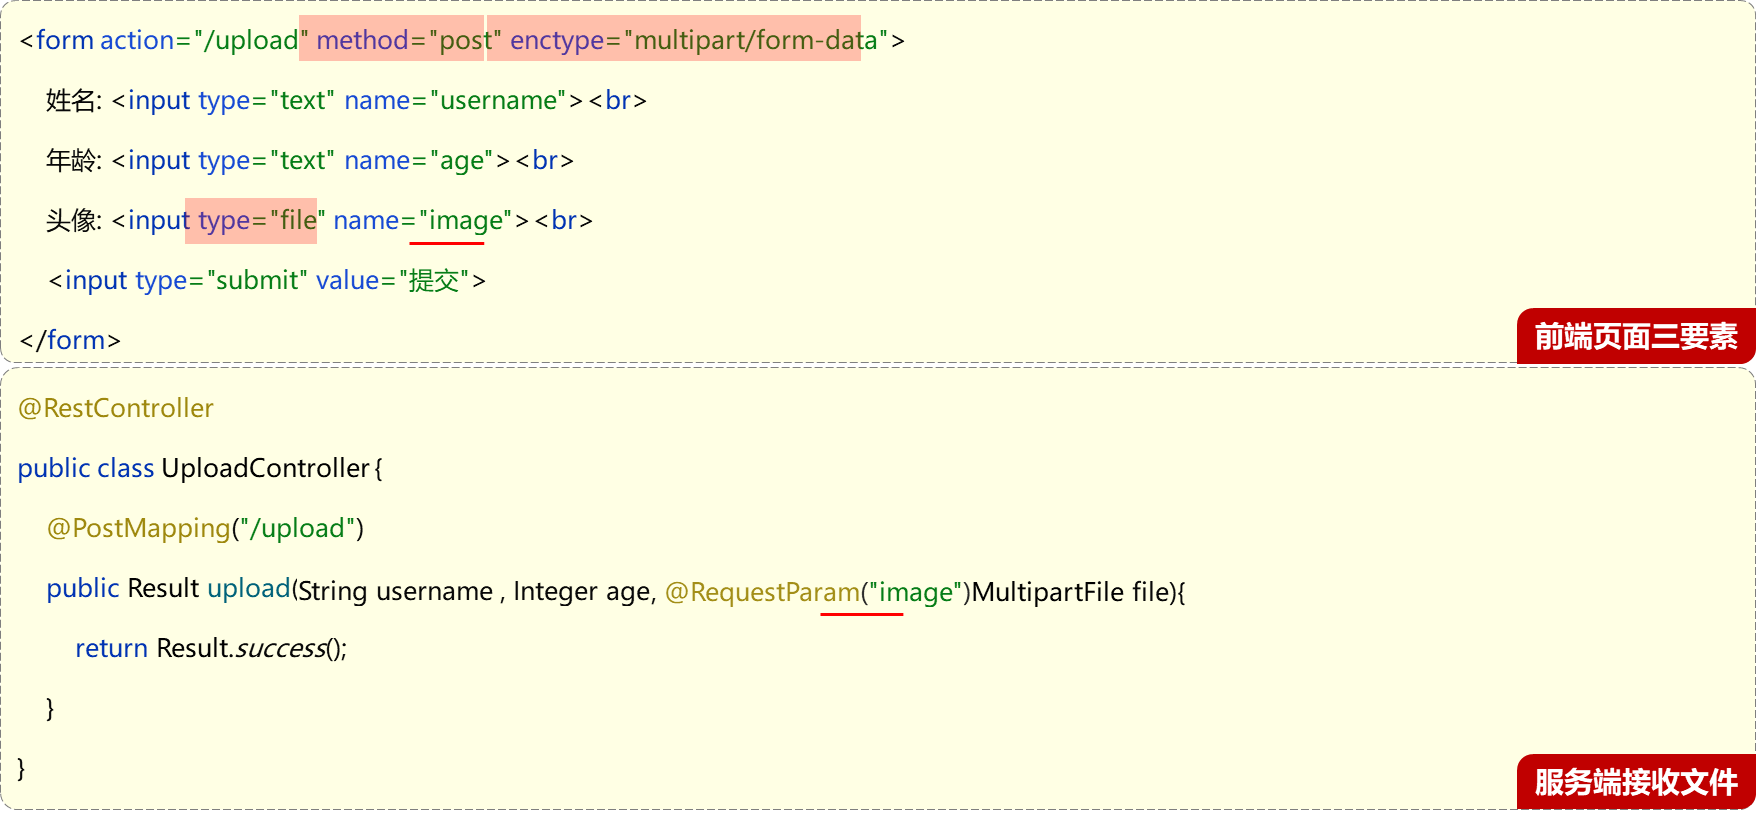 <form action="/upload" method="post" enctype="multipart/form-data">
姓名: <input type="text" name="username"><br>
年龄: <input type="text" name="age"><br>
头像: <input type="file" name="image"><br>
<input type="submit" value="提交">
</form>
前端页面三要素
@RestController
public class UploadController {
@PostMapping("/upload")
public Result upload(String username , Integer age, @RequestParam("image")MultipartFile file){
return Result.success();
}
}
服务端接收文件